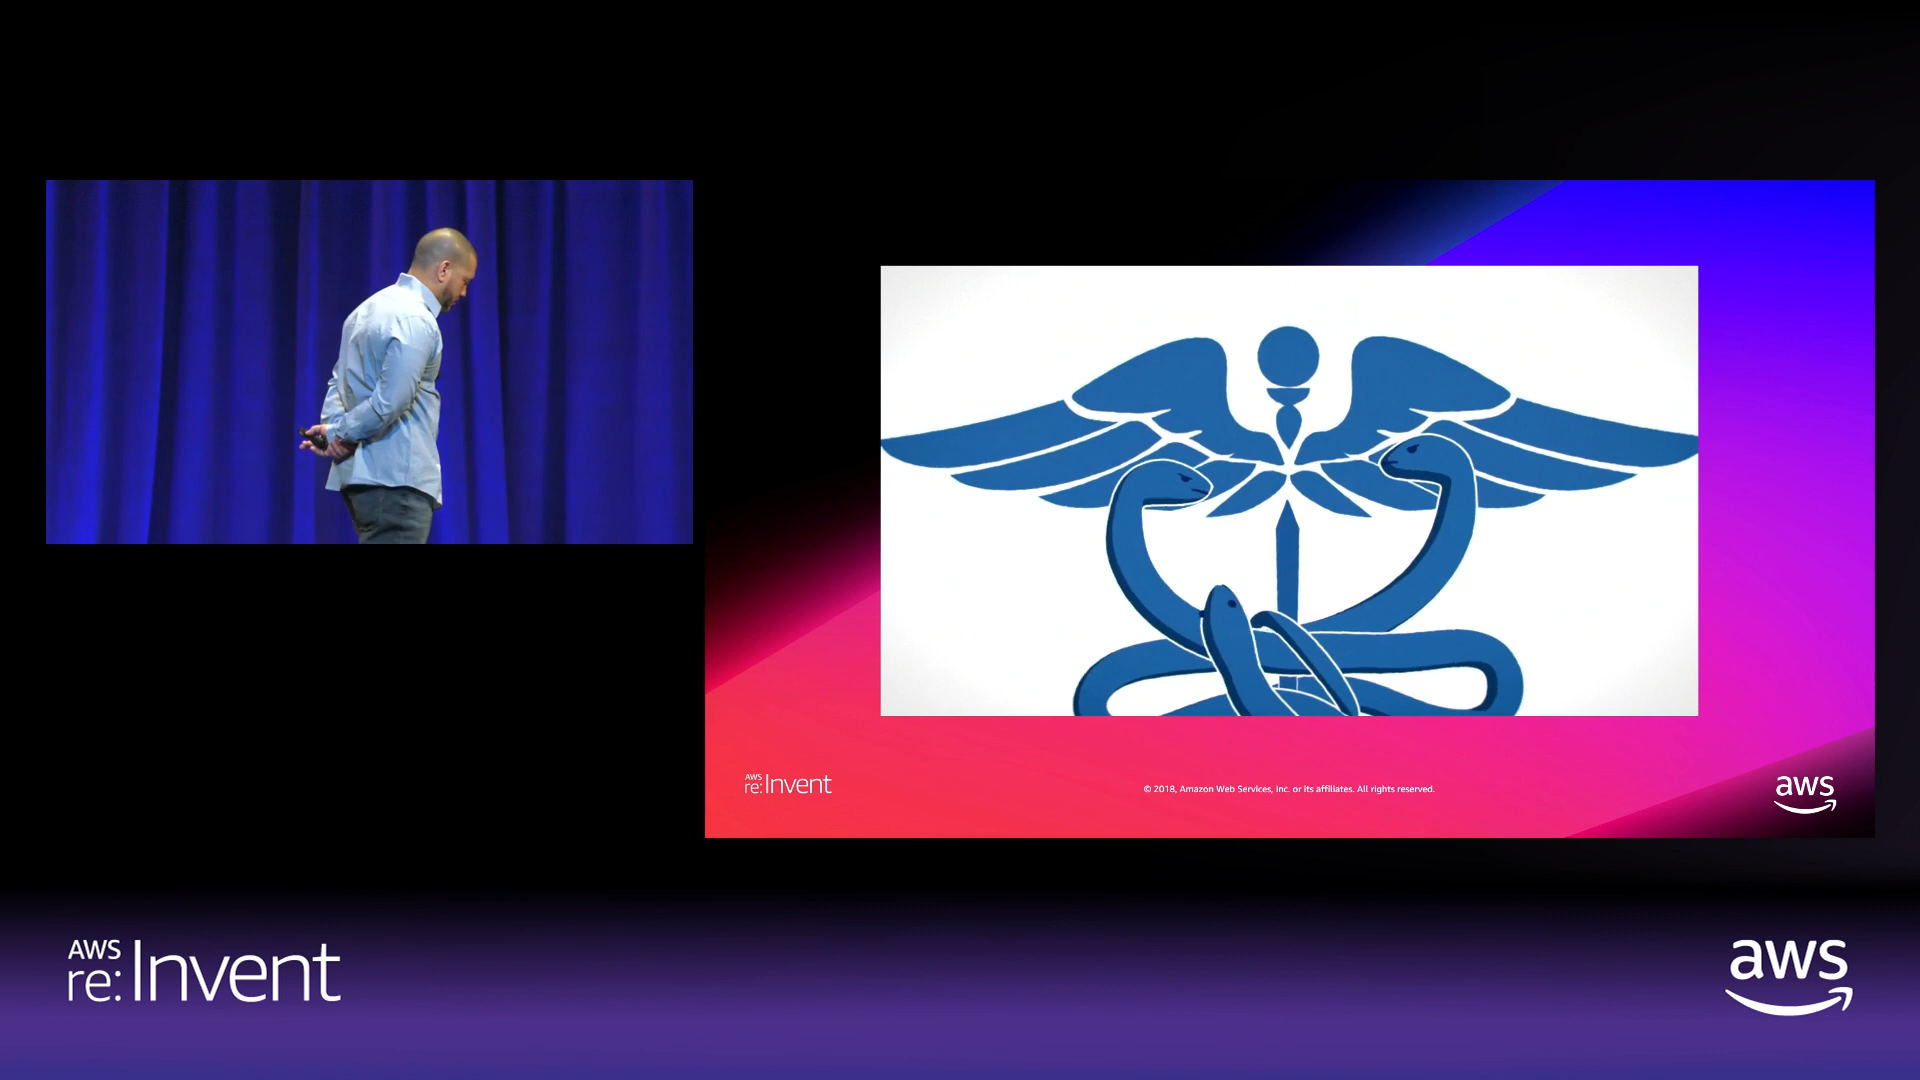 AWS
re:Invent
© 2018, Amazon Web Services, Inc. or its affiliates. All rights reserved.
aws
AWS
re:Invent
aws